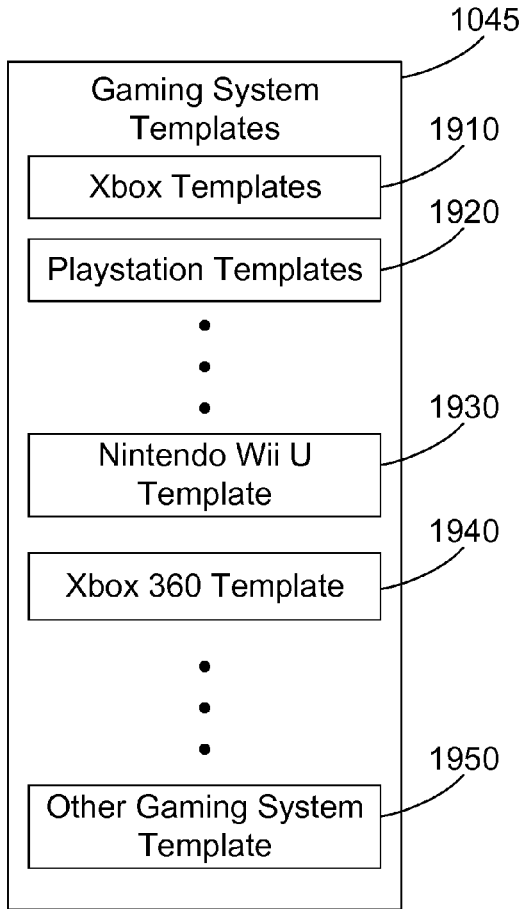 1045
Gaming System
Templates
1910
Xbox Templates
1920
Playstation Templates
1930
Nintendo Wii U
Template
1940
Xbox 360 Template
1950
Other Gaming System
Template